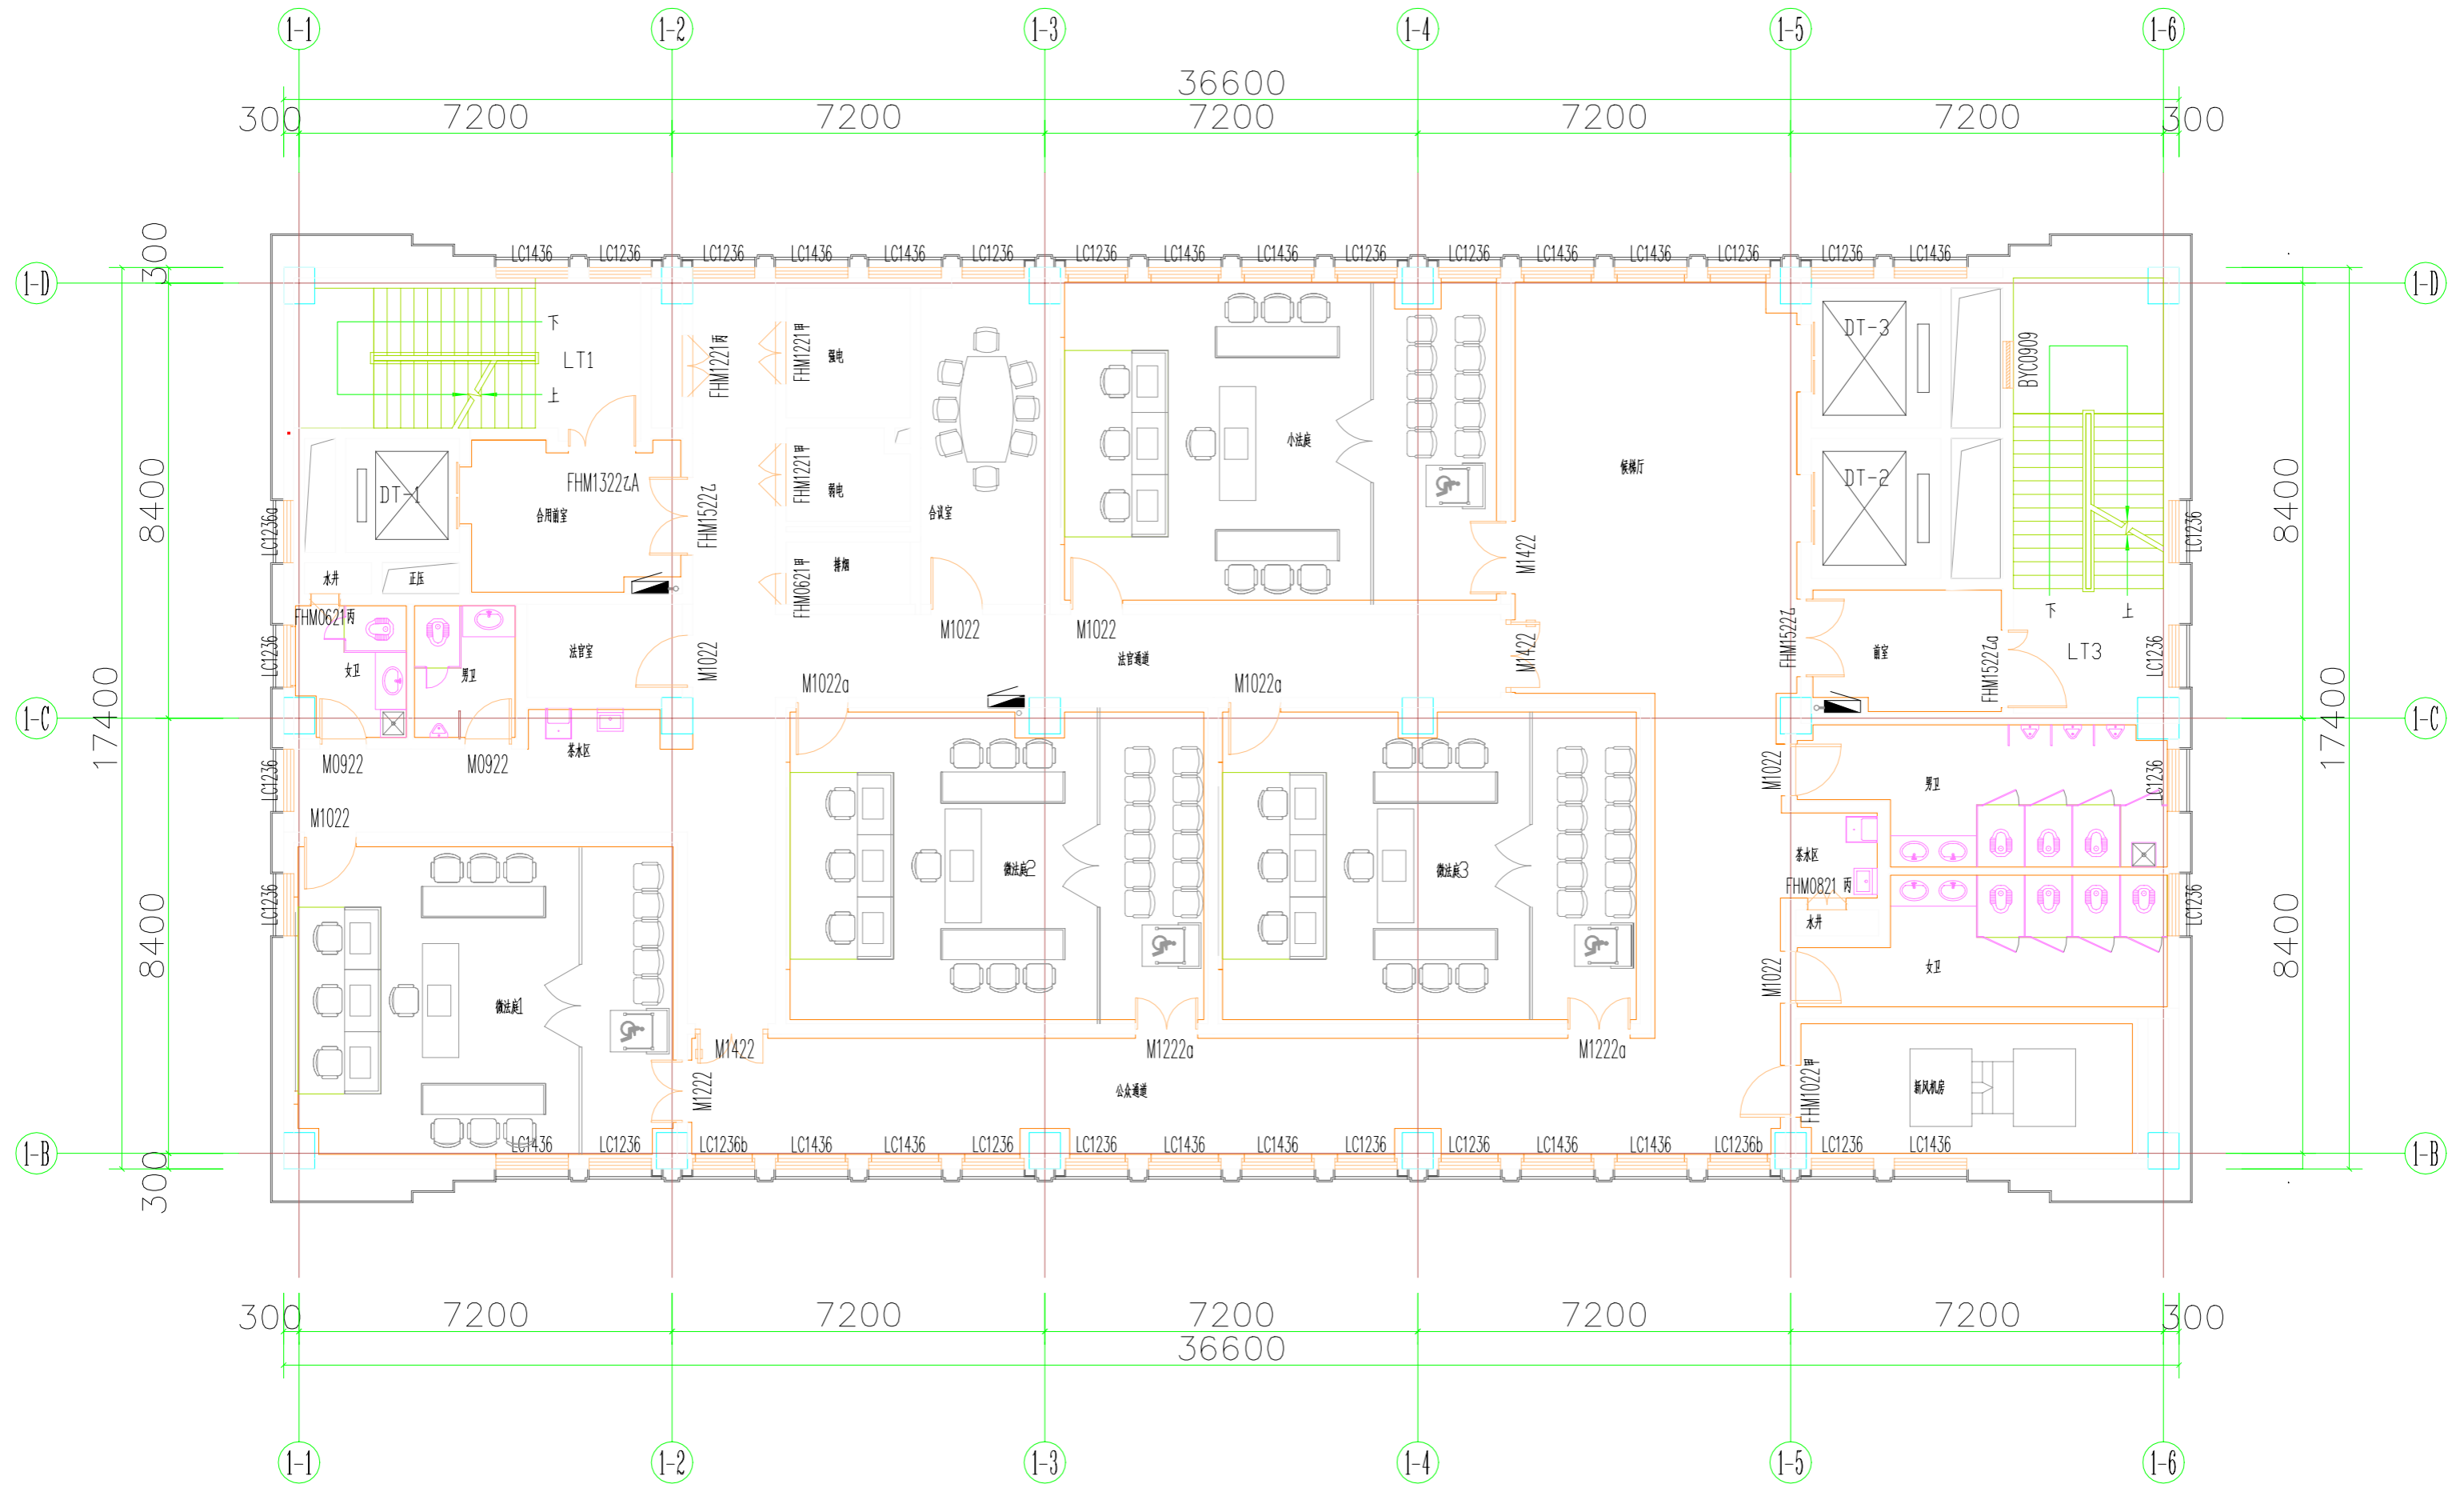 1-1 1-2 1-3 1-4 1-5 1-6
36600
300 7200 7200 7200 7200 7200 300
LC1436 LC1236 LC1236 LC1436 LC1436 LC1236 LC1236 LC1436 LC1436 LC1236 LC1236 LC1436 LC1436 LC1236 LC1236 LC1436
300
1-D
1-D
下
LT1
上
FHM1221丙
FHM1221甲
强电
DT-3
BYC0909
小法庭
候梯厅
8400
8400
17400
17400
DT-1
FHM1322乙A
合用前室
FHM1522乙
FHM1221甲
弱电
合议室
DT-2
LC1236a
LC1236
M1422
水井
正压
FHM0621甲
排烟
下
上
FHM0621丙
LC1236
女卫
男卫
法官室
M1022
M1022
M1022
法官通道
M1422
FHM1522乙
前室
FHM1522乙a
LT3
LC1236
M1022a
M1022a
1-C
1-C
M0922
M0922
茶水区
LC1236
M1022
M1022
男卫
LC1236
茶水区
FHM0821 丙
水井
微法庭2
微法庭3
LC1236
LC1236
8400
8400
M1022
女卫
微法庭1
M1422
M1222a
M1222a
M1222
公众通道
FHM1022甲
新风机房
LC1436 LC1236 LC1236b LC1436 LC1436 LC1236 LC1236 LC1436 LC1436 LC1236 LC1236 LC1436 LC1436 LC1236b LC1236 LC1436
1-B
1-B
300
300 7200 7200 7200 7200 7200 300
36600
1-1 1-2 1-3 1-4 1-5 1-6